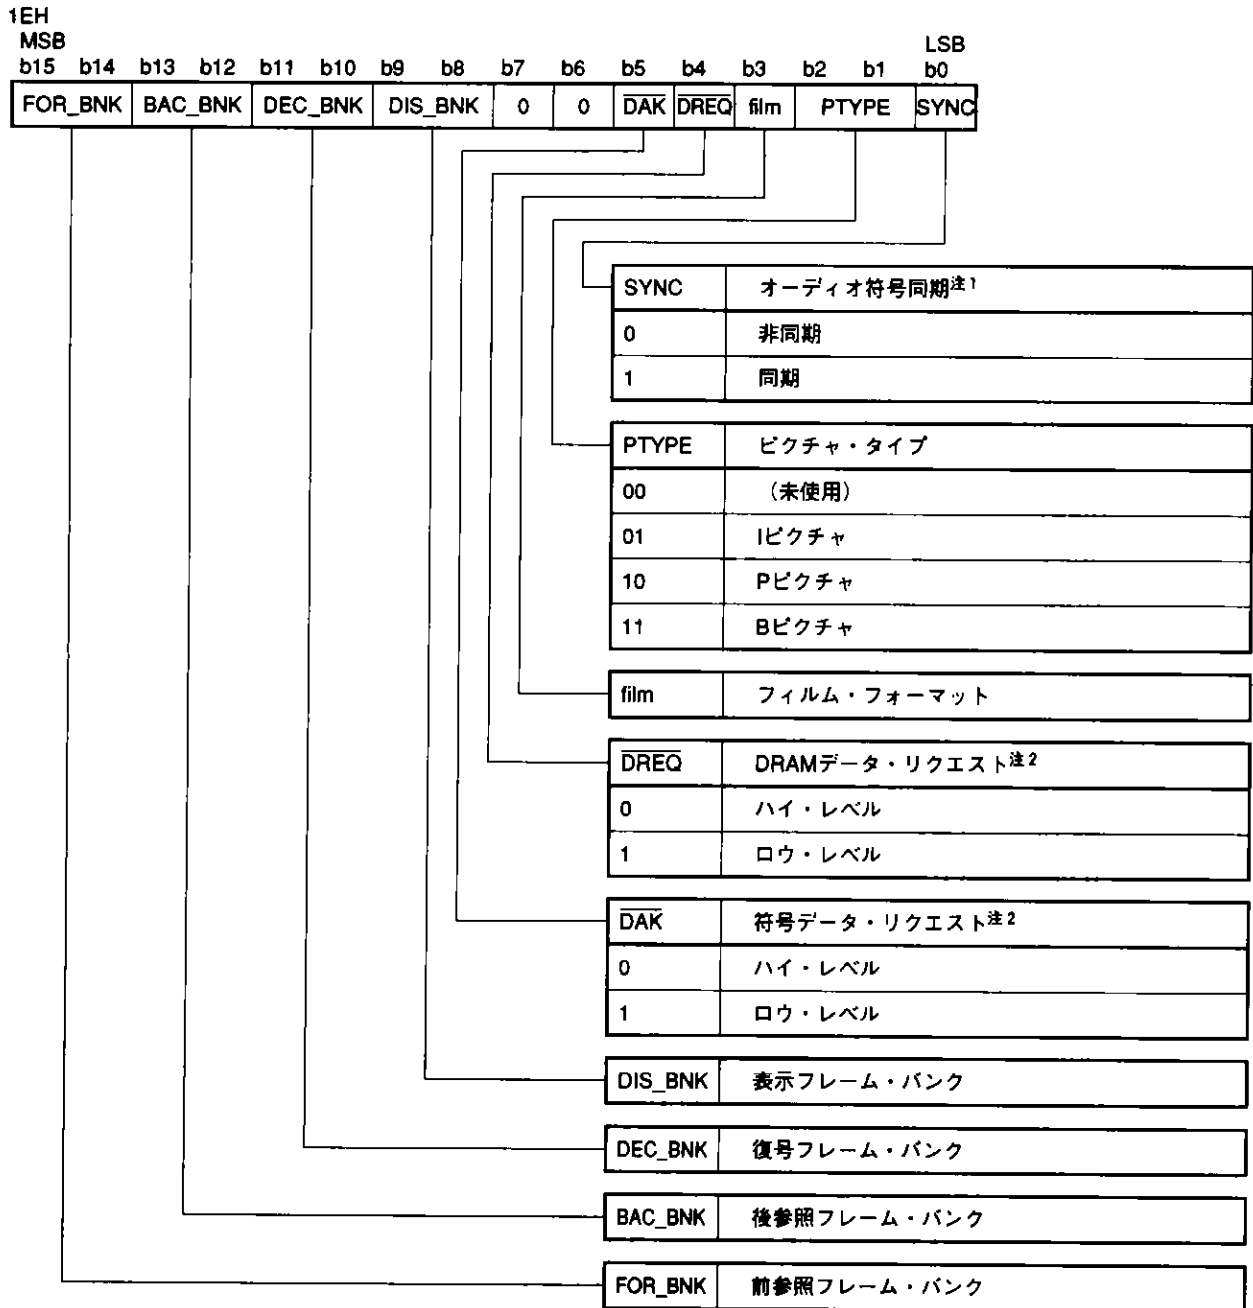 1EH
MSB LSB
b15 b14 b13 b12 b11 b10 b9 b8 b7 b6 b5 b4 b3 b2 b1 b0
FOR_BNK BAC_BNK DEC_BNK DIS_BNK 0 0 DAK DREQ film PTYPE SYNC
SYNC オーディオ符号同期注1
0 非同期
1 同期
PTYPE ピクチャ・タイプ
00 (未使用)
01 Iピクチャ
10 Pピクチャ
11 Bピクチャ
film フィルム・フォーマット
DREQ DRAMデータ・リクエスト注2
0 ハイ・レベル
1 ロウ・レベル
DAK 符号データ・リクエスト注2
0 ハイ・レベル
1 ロウ・レベル
DIS_BNK 表示フレーム・バンク
DEC_BNK 復号フレーム・バンク
BAC_BNK 後参照フレーム・バンク
FOR_BNK 前参照フレーム・バンク